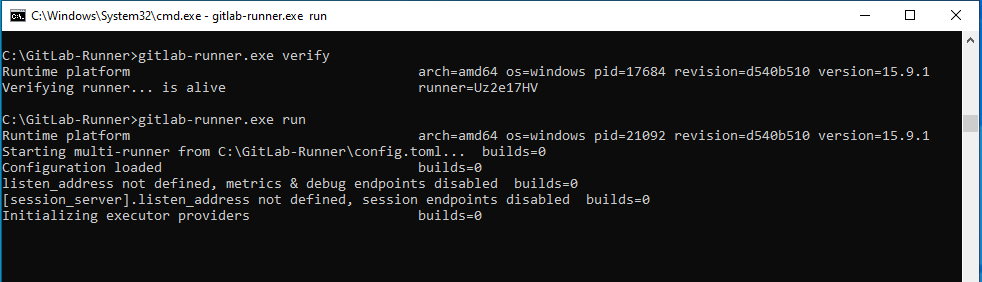 C:\Windows\System32\cmd.exe - gitlab-runner.exe run
C:\GitLab-Runner>gitlab-runner.exe verify
Runtime platform                                    arch=amd64 os=windows pid=17684 revision=d540b510 version=15.9.1
Verifying runner... is alive                        runner=Uz2e17HV
C:\GitLab-Runner>gitlab-runner.exe run
Runtime platform                                    arch=amd64 os=windows pid=21092 revision=d540b510 version=15.9.1
Starting multi-runner from C:\GitLab-Runner\config.toml...  builds=0
Configuration loaded                                builds=0
listen_address not defined, metrics & debug endpoints disabled  builds=0
[session_server].listen_address not defined, session endpoints disabled  builds=0
Initializing executor providers                     builds=0